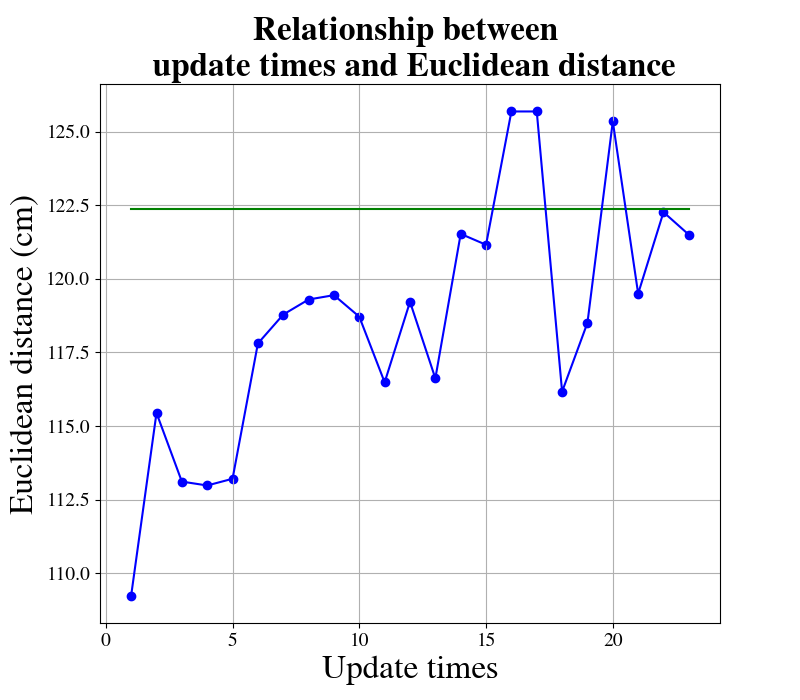 Relationship between
update times and Euclidean distance
Euclidean distance (cm)
125.0
122.5
120.0
117.5
115.0
112.5
110.0
0 5 10 15 20
Update times